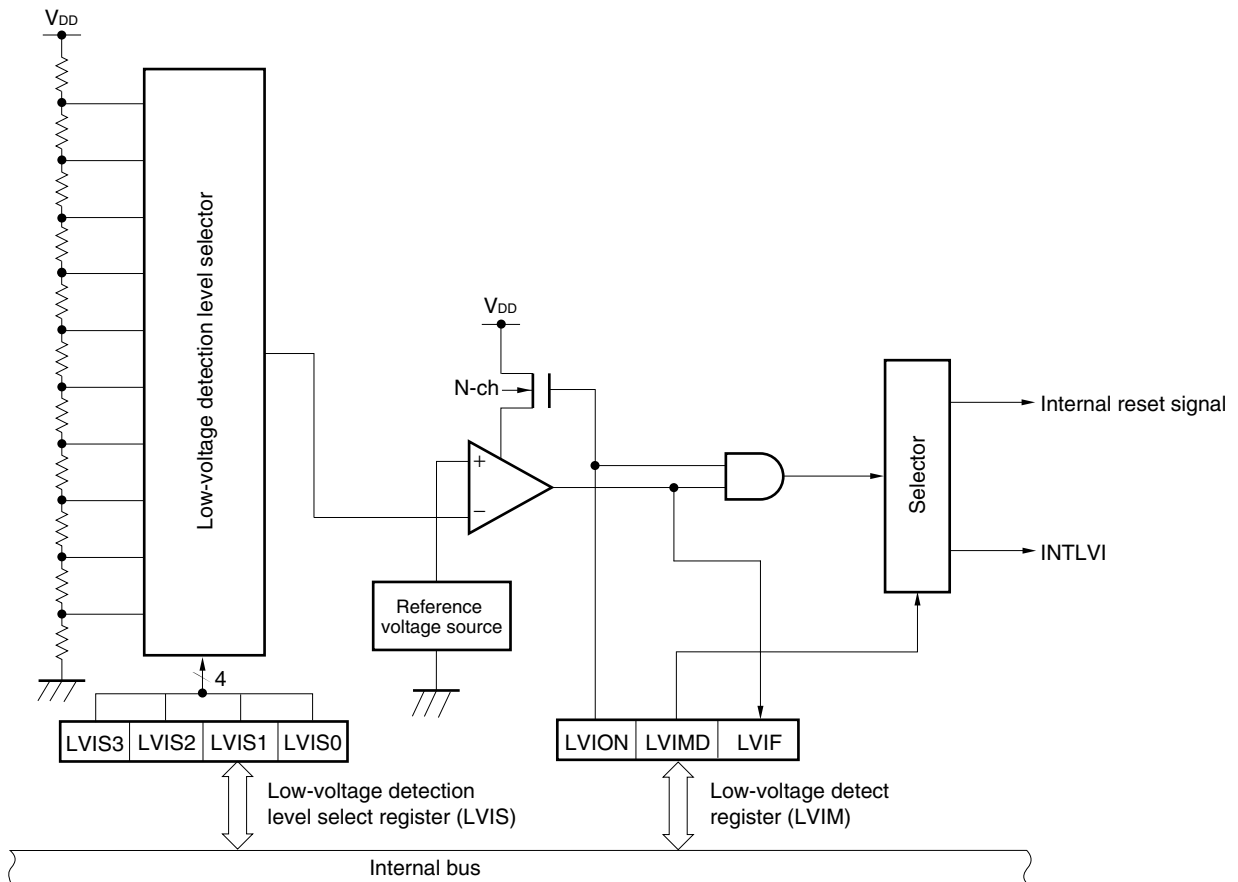 VDD
Low-voltage detection level selector
4
LVIS3 LVIS2 LVIS1 LVIS0
Low-voltage detection
level select register (LVIS)
VDD
N-ch
+
−
Reference
voltage source
Selector
Internal reset signal
INTLVI
LVION LVIMD LVIF
Low-voltage detect
register (LVIM)
Internal bus